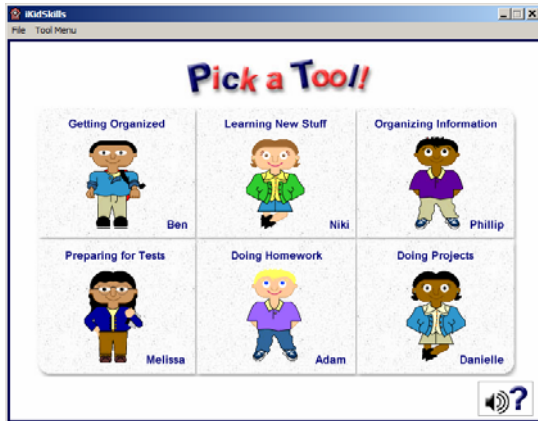 iKidSkills
File Tool Menu
Pick a Tool!
Getting Organized
Learning New Stuff
Organizing Information
Ben
Niki
Phillip
Preparing for Tests
Doing Homework
Doing Projects
Melissa
Adam
Danielle
?